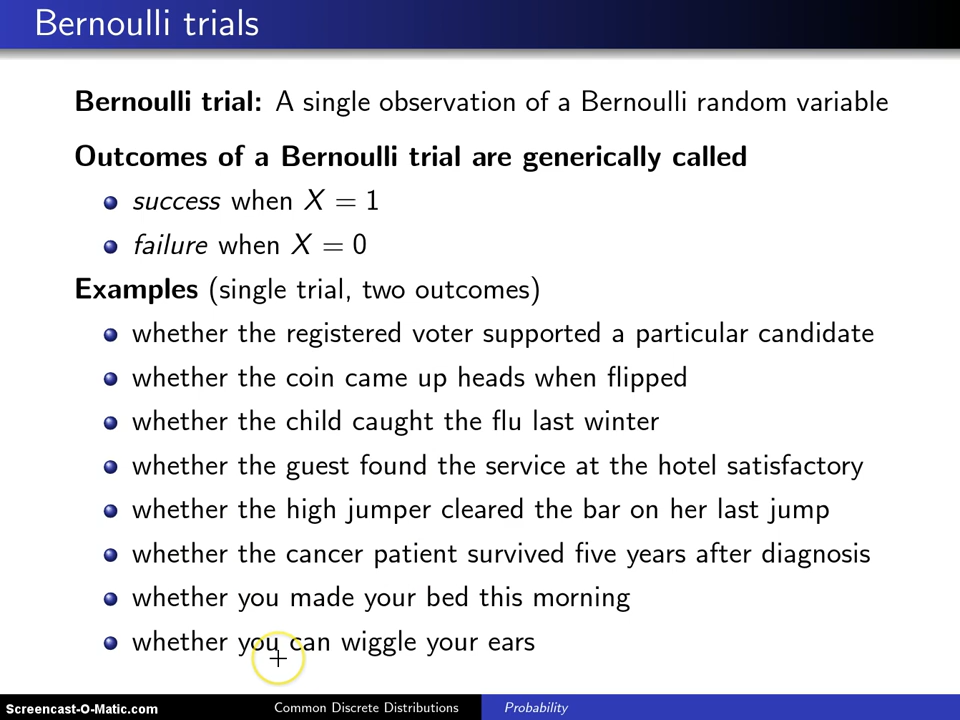 Bernoulli trials
Bernoulli trial: A single observation of a Bernoulli random variable
Outcomes of a Bernoulli trial are generically called
success when X = 1
failure when X = 0
Examples (single trial, two outcomes)
whether the registered voter supported a particular candidate
whether the coin came up heads when flipped
whether the child caught the flu last winter
whether the guest found the service at the hotel satisfactory
whether the high jumper cleared the bar on her last jump
whether the cancer patient survived five years after diagnosis
whether you made your bed this morning
whether you can wiggle your ears
Screencast-O-Matic.com Common Discrete Distributions Probability